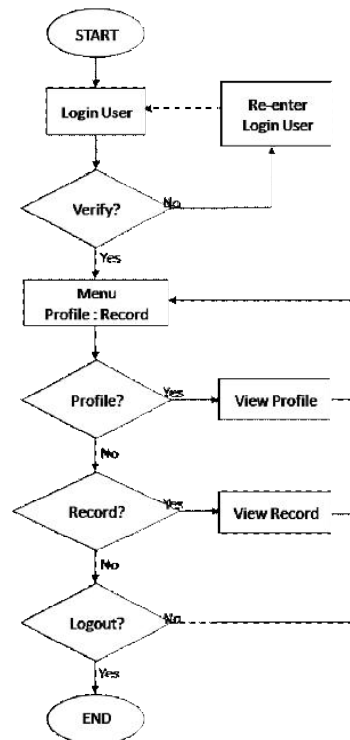 START
Login User
Re-enter
Login User
Verify?
No
Yes
Menu
Profile : Record
Profile?
Yes
View Profile
No
Record?
Yes
View Record
No
Logout?
No
Yes
END